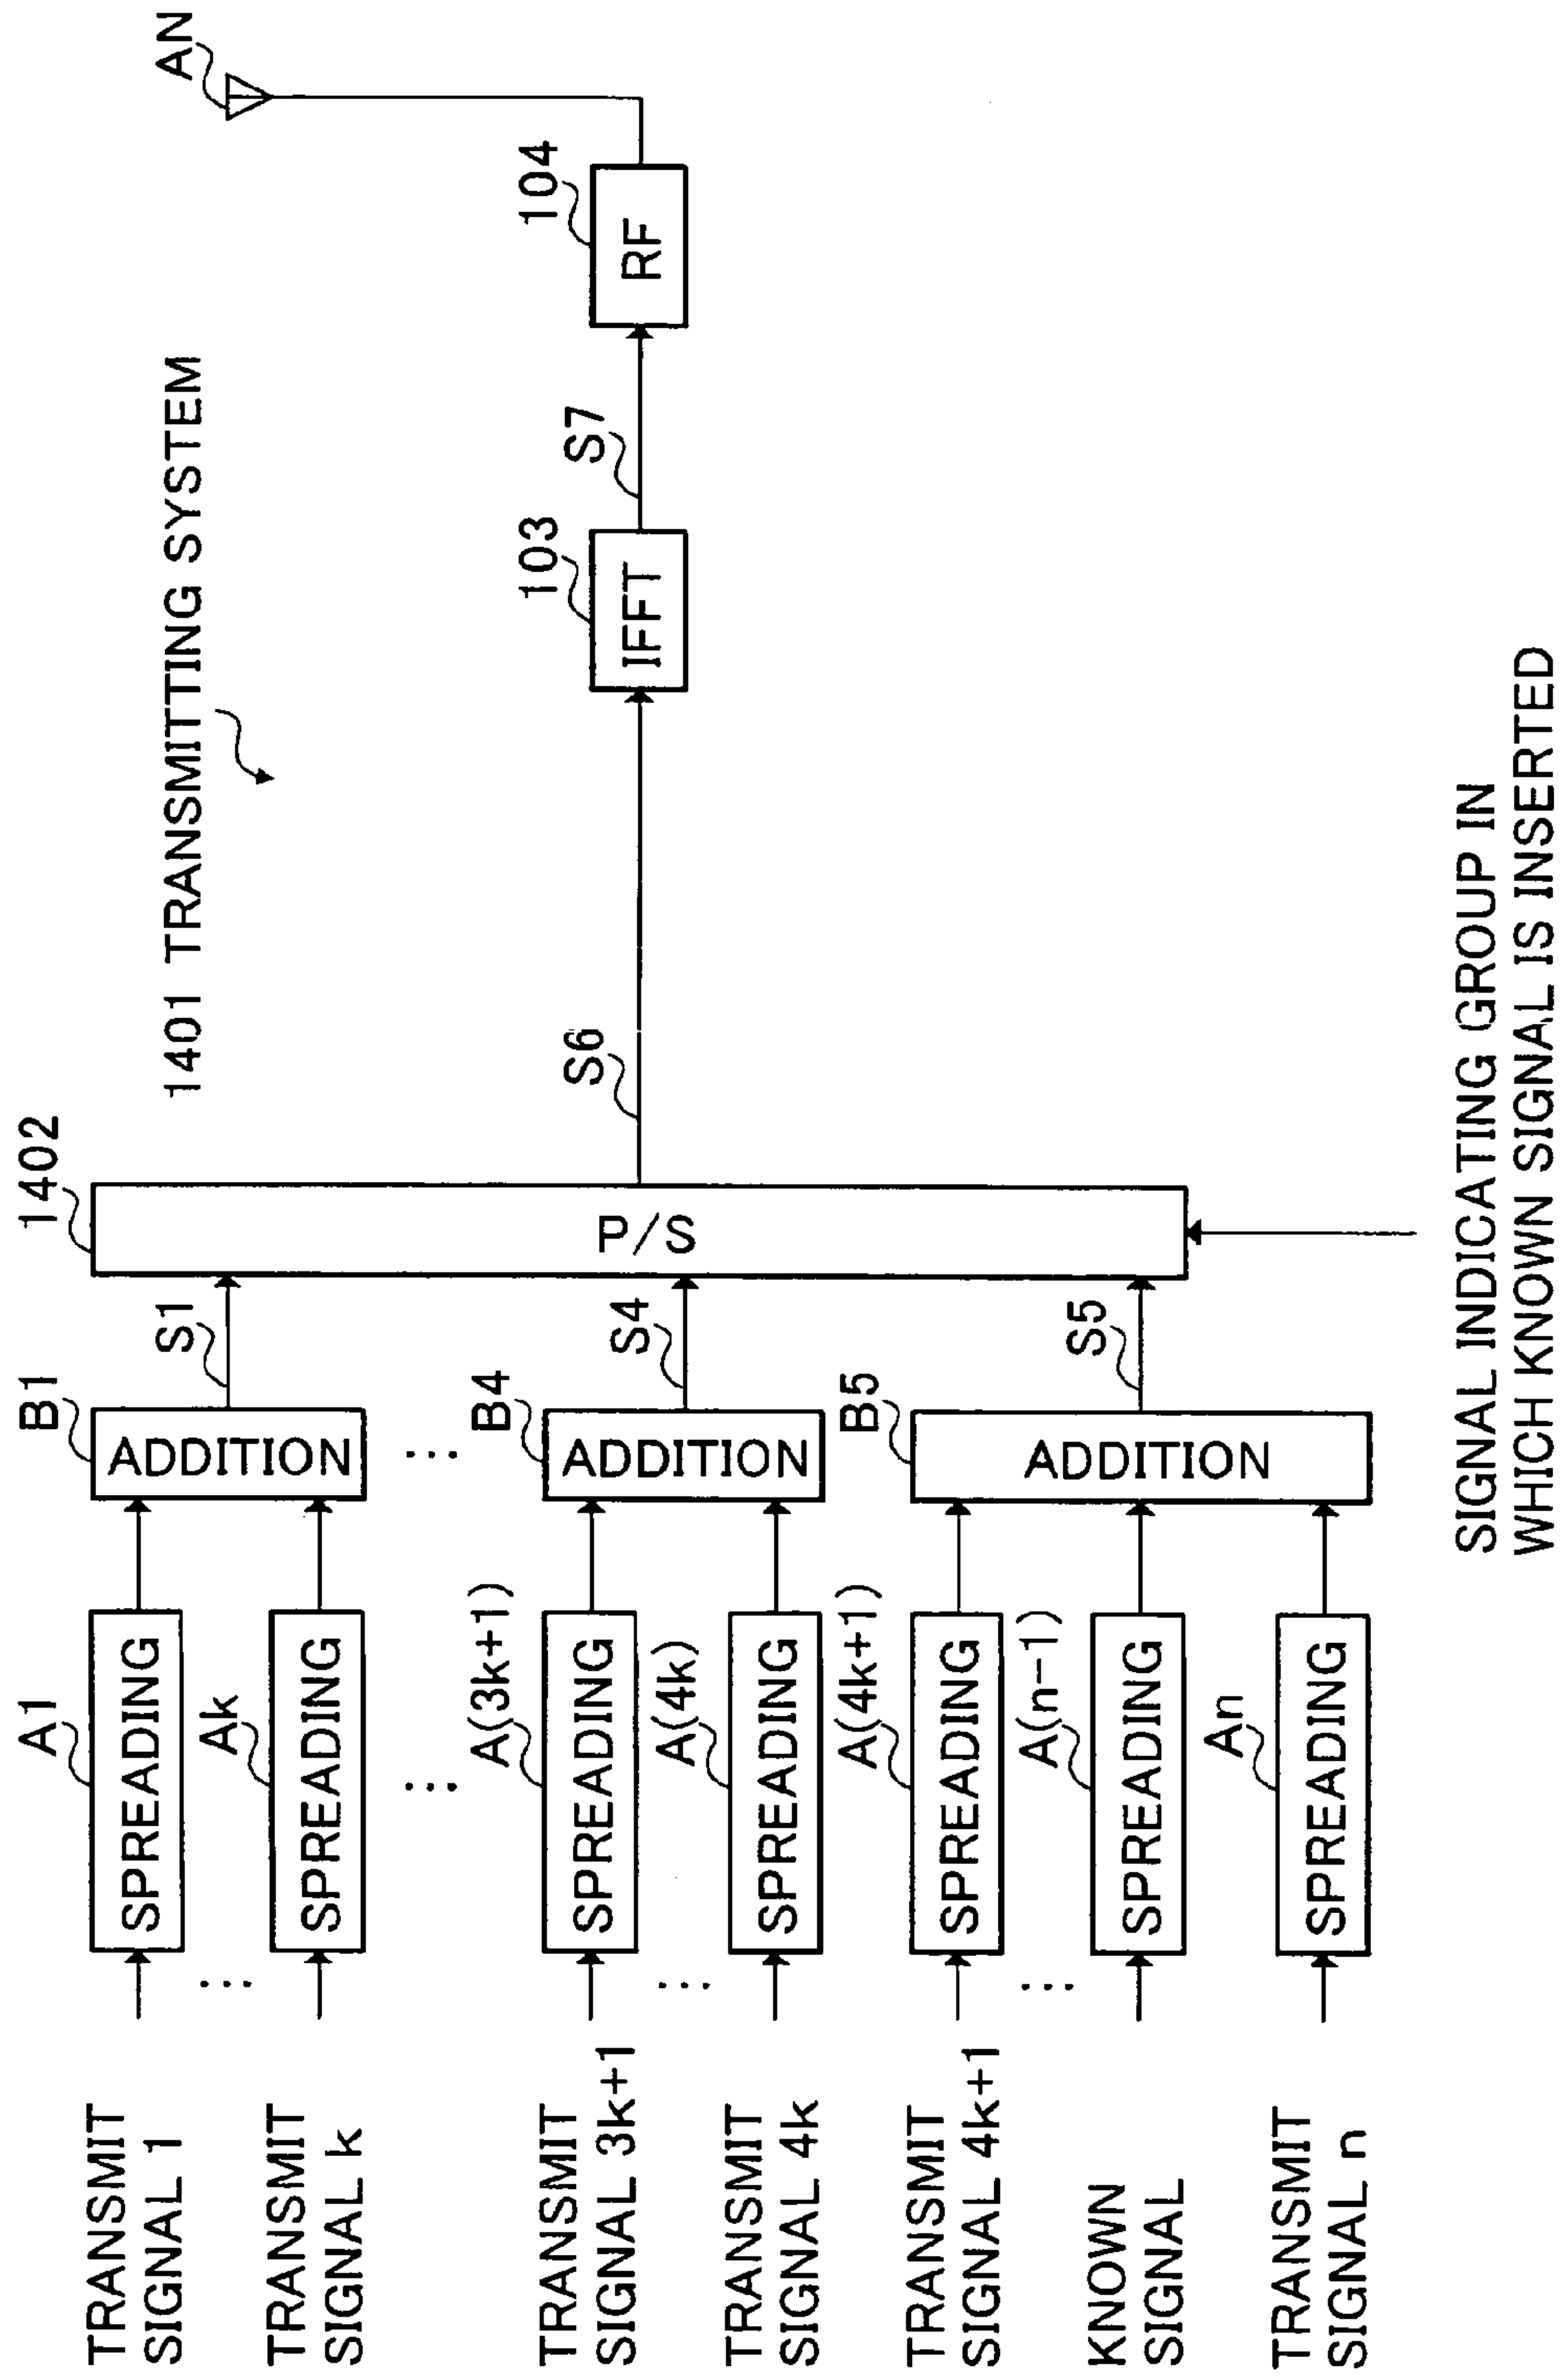 1401 TRANSMITTING SYSTEM
TRANSMIT
SIGNAL 1
A1
SPREADING
TRANSMIT
SIGNAL k
Ak
SPREADING
...
...
B1
ADDITION
S1
...
TRANSMIT
SIGNAL 3k+1
A(3k+1)
SPREADING
...
TRANSMIT
SIGNAL 4k
A(4k)
SPREADING
B4
ADDITION
S4
TRANSMIT
SIGNAL 4k+1
A(4k+1)
SPREADING
...
KNOWN
SIGNAL
A(n-1)
SPREADING
TRANSMIT
SIGNAL n
An
SPREADING
B5
ADDITION
S5
1402
P/S
S6
103
IFFT
S7
104
RF
AN
SIGNAL INDICATING GROUP IN
WHICH KNOWN SIGNAL IS INSERTED